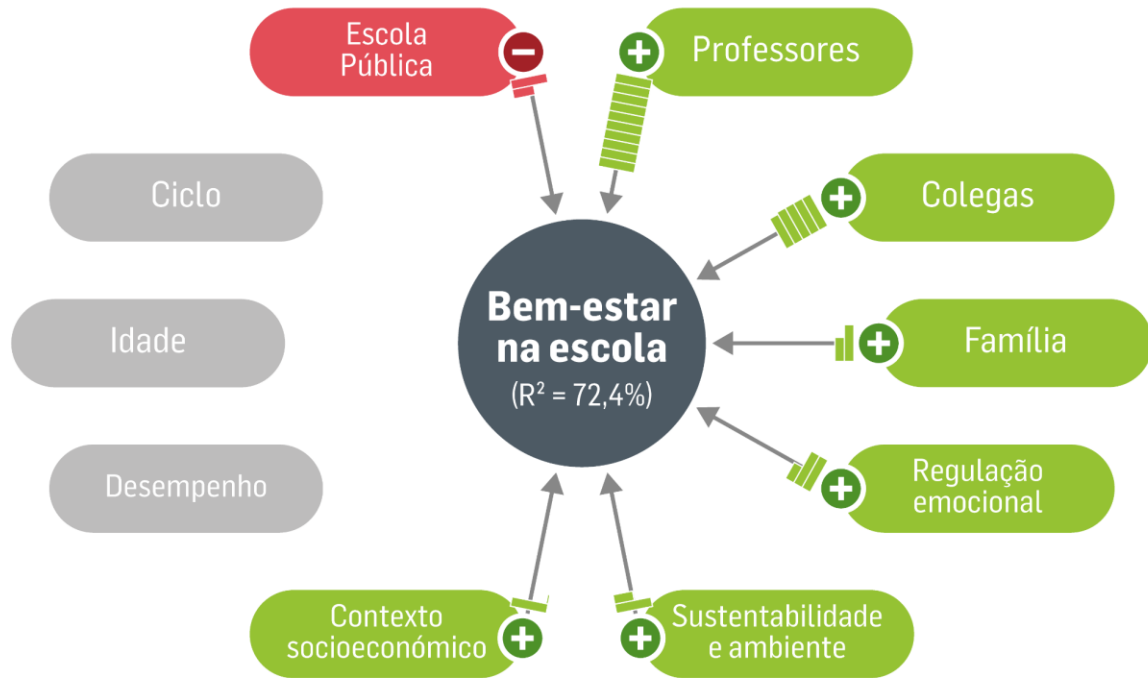 Escola
Pública
Professores
Ciclo
Colegas
Idade
Bem-estar
na escola
(R² = 72,4%)
Família
Desempenho
Regulação
emocional
Contexto
socioeconómico
Sustentabilidade
e ambiente